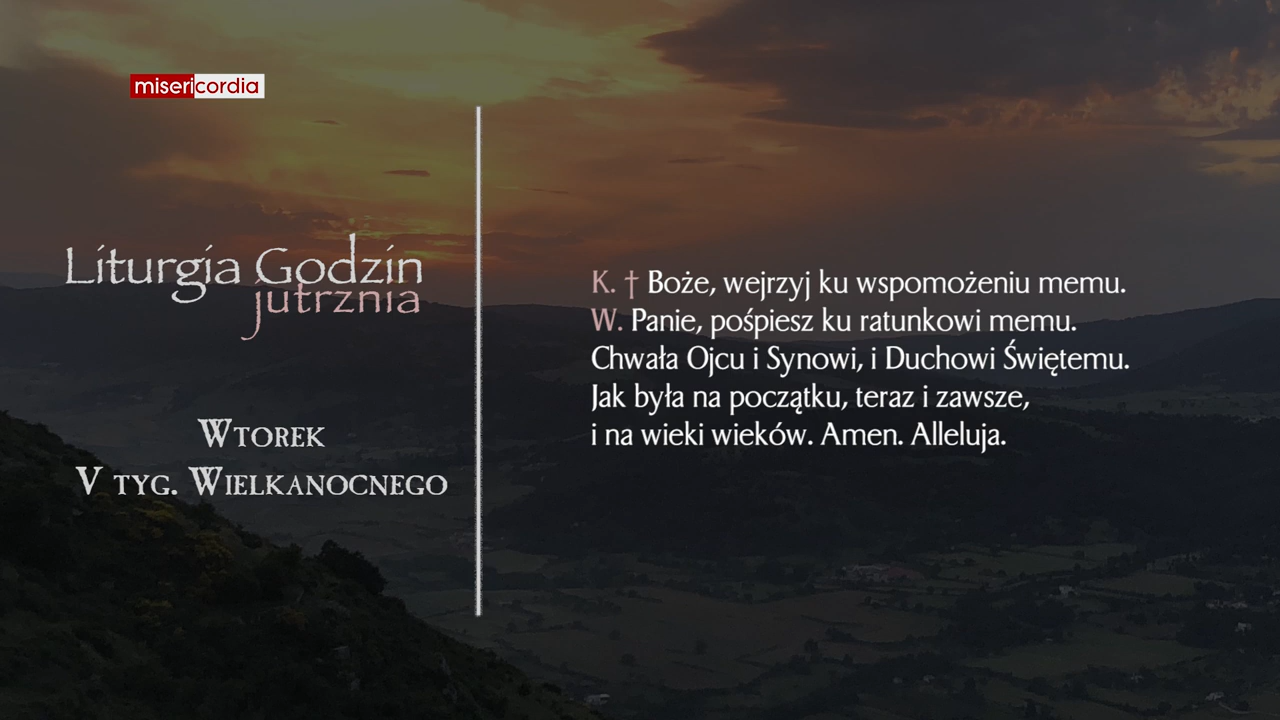 misericordia
Liturgia Godzin
jutrznia
Wtorek
V tyg. Wielkanocnego
K. † Boże, wejrzyj ku wspomożeniu memu.
W. Panie, pośpiesz ku ratunkowi memu.
Chwała Ojcu i Synowi, i Duchowi Świętemu.
Jak była na początku, teraz i zawsze,
i na wieki wieków. Amen. Alleluja.